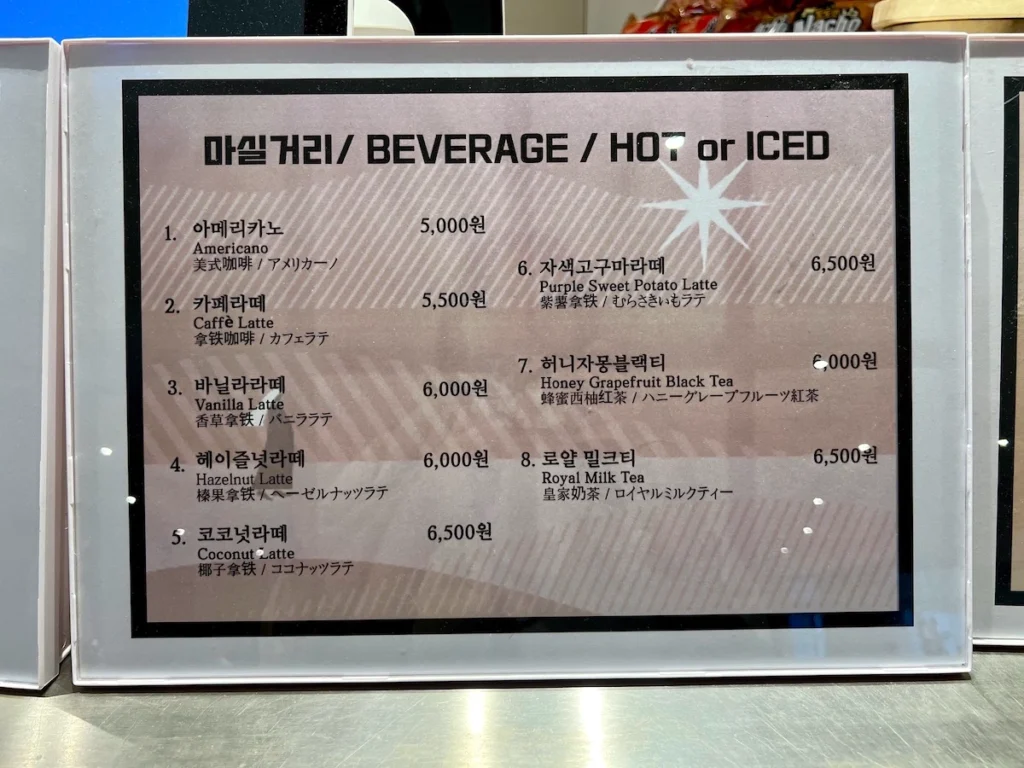 Nacho
마실거리/ BEVERAGE / HOT or ICED
1. 아메리카노 5,000원
Americano
美式咖啡 / アメリカーノ
2. 카페라떼 5,500원
Caffè Latte
拿铁咖啡 / カフェラテ
3. 바닐라라떼 6,000원
Vanilla Latte
香草拿铁 / バニララテ
4. 헤이즐넛라떼 6,000원
Hazelnut Latte
榛果拿铁 / ヘーゼルナッツラテ
5. 코코넛라떼 6,500원
Coconut Latte
椰子拿铁 / ココナッツラテ
6. 자색고구마라떼 6,500원
Purple Sweet Potato Latte
紫薯拿铁 / むらさきいもラテ
7. 허니자몽블랙티 6,000원
Honey Grapefruit Black Tea
蜂蜜西柚红茶 / ハニーグレープフルーツ紅茶
8. 로얄 밀크티 6,500원
Royal Milk Tea
皇家奶茶 / ロイヤルミルクティー